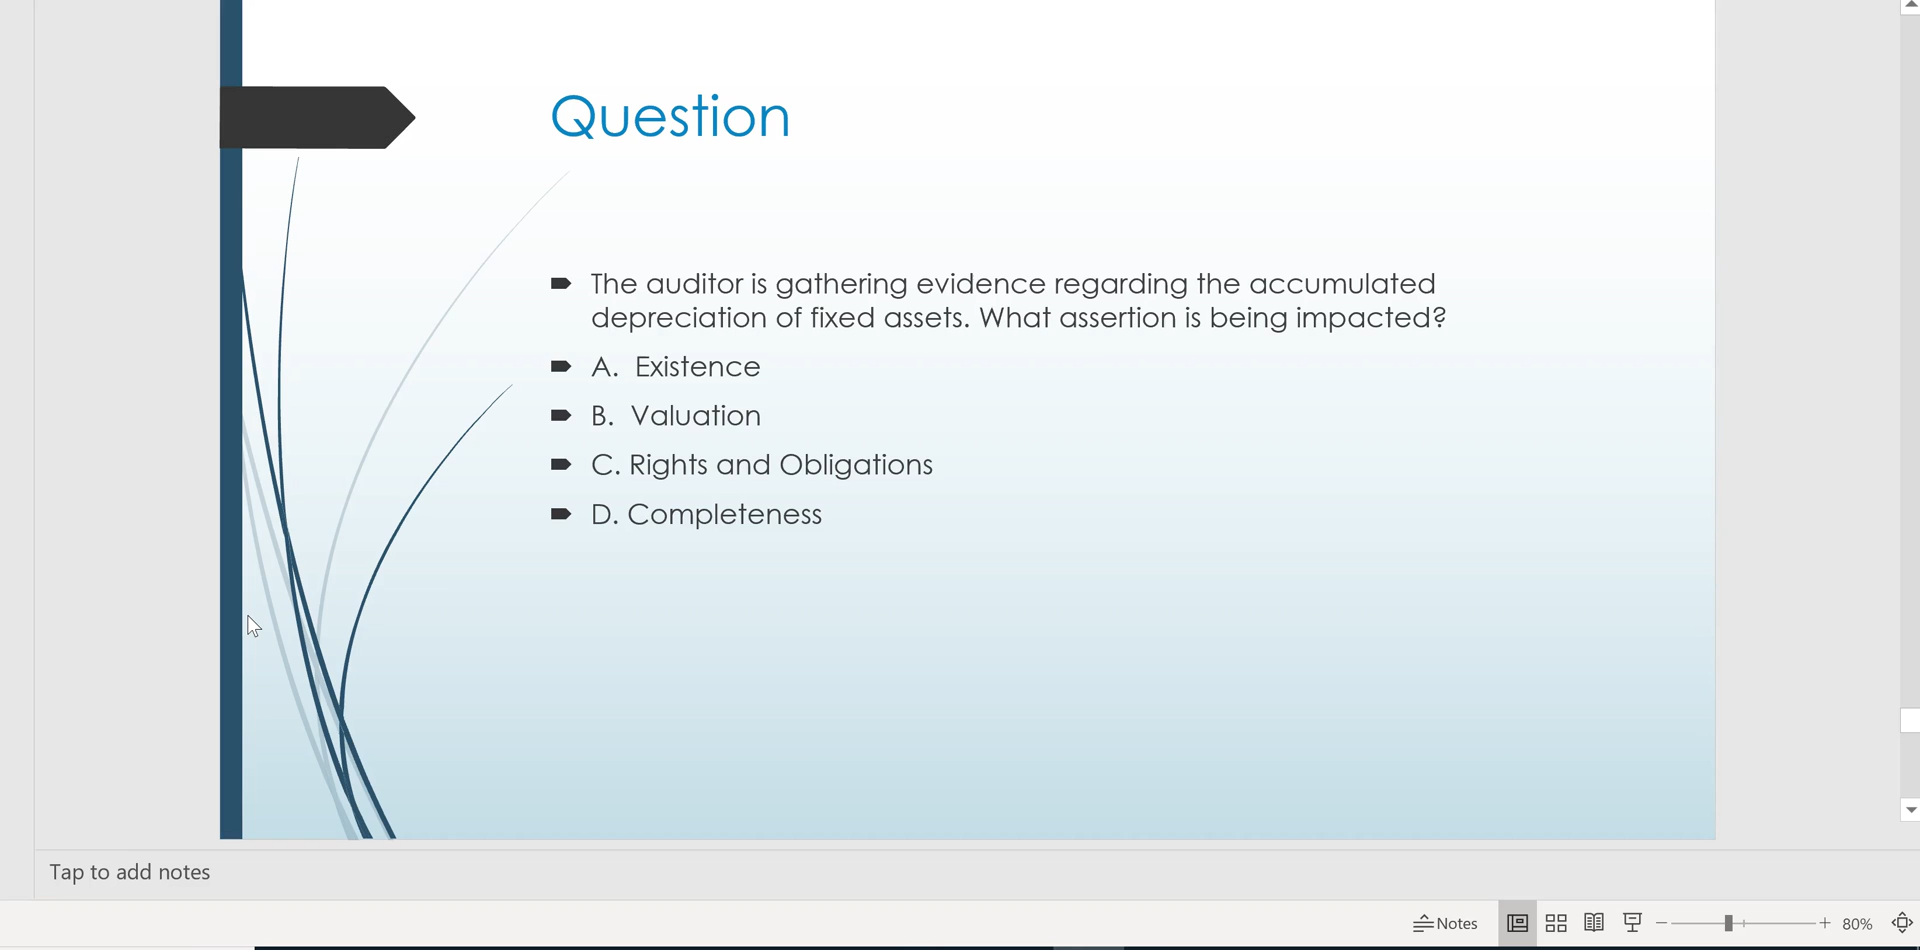 Question
The auditor is gathering evidence regarding the accumulated
depreciation of fixed assets. What assertion is being impacted?
A. Existence
B. Valuation
C. Rights and Obligations
D. Completeness
Tap to add notes
Notes
80%